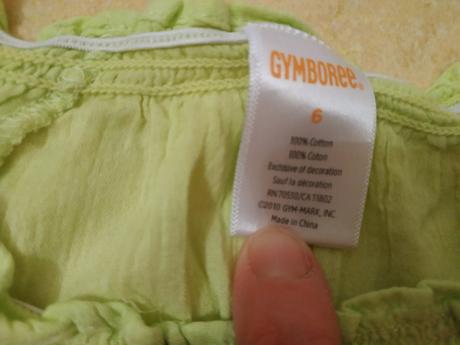 GYMBOREE®
6
100% Cotton
100% Coton
Exclusive of decoration
Sauf la décoration
RN 70550/CA 11802
©2010 GYM-MARK, INC.
Made in China